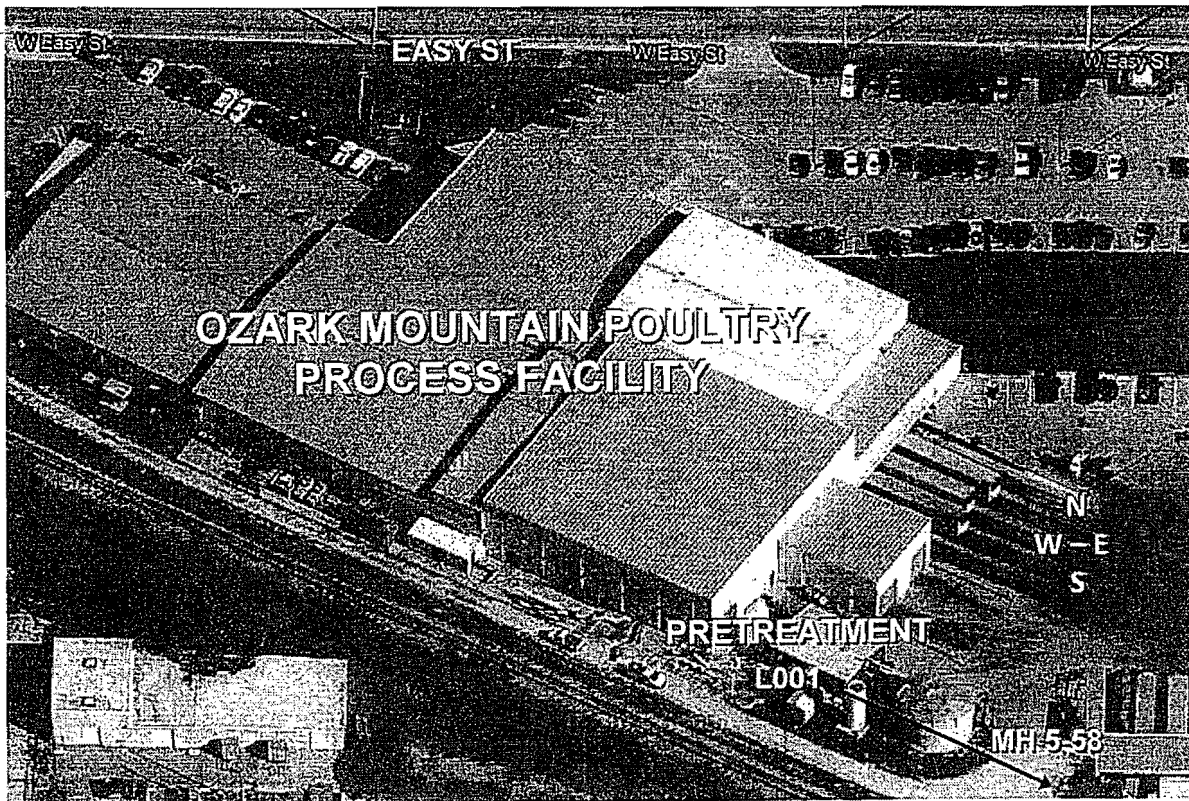 W Easy St
EASY ST
W Easy St
W Easy St
OZARK MOUNTAIN POULTRY
PROCESS FACILITY
N
W – E
S
PRETREATMENT
L001
MH-5-58